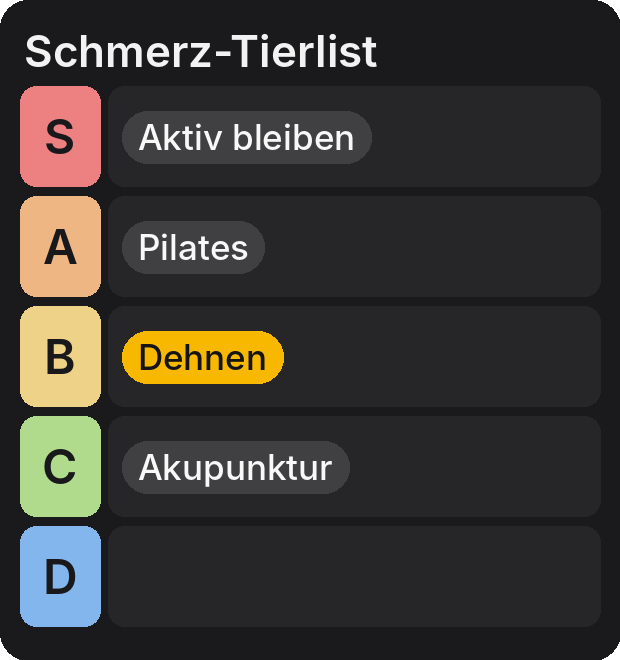 Schmerz-Tierlist
S
Aktiv bleiben
A
Pilates
B
Dehnen
C
Akupunktur
D